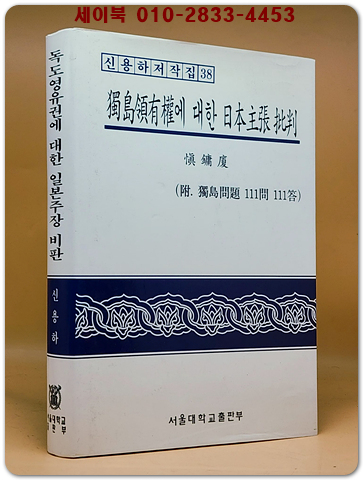 세이북 010-2833-4453
신용하저작집 38
獨島領有權에 대한 日本主張 批判
愼鏞廈
(附. 獨島問題 111問 111答)
서울대학교출판부
독도영유권에 대한 일본주장 비판
신용하